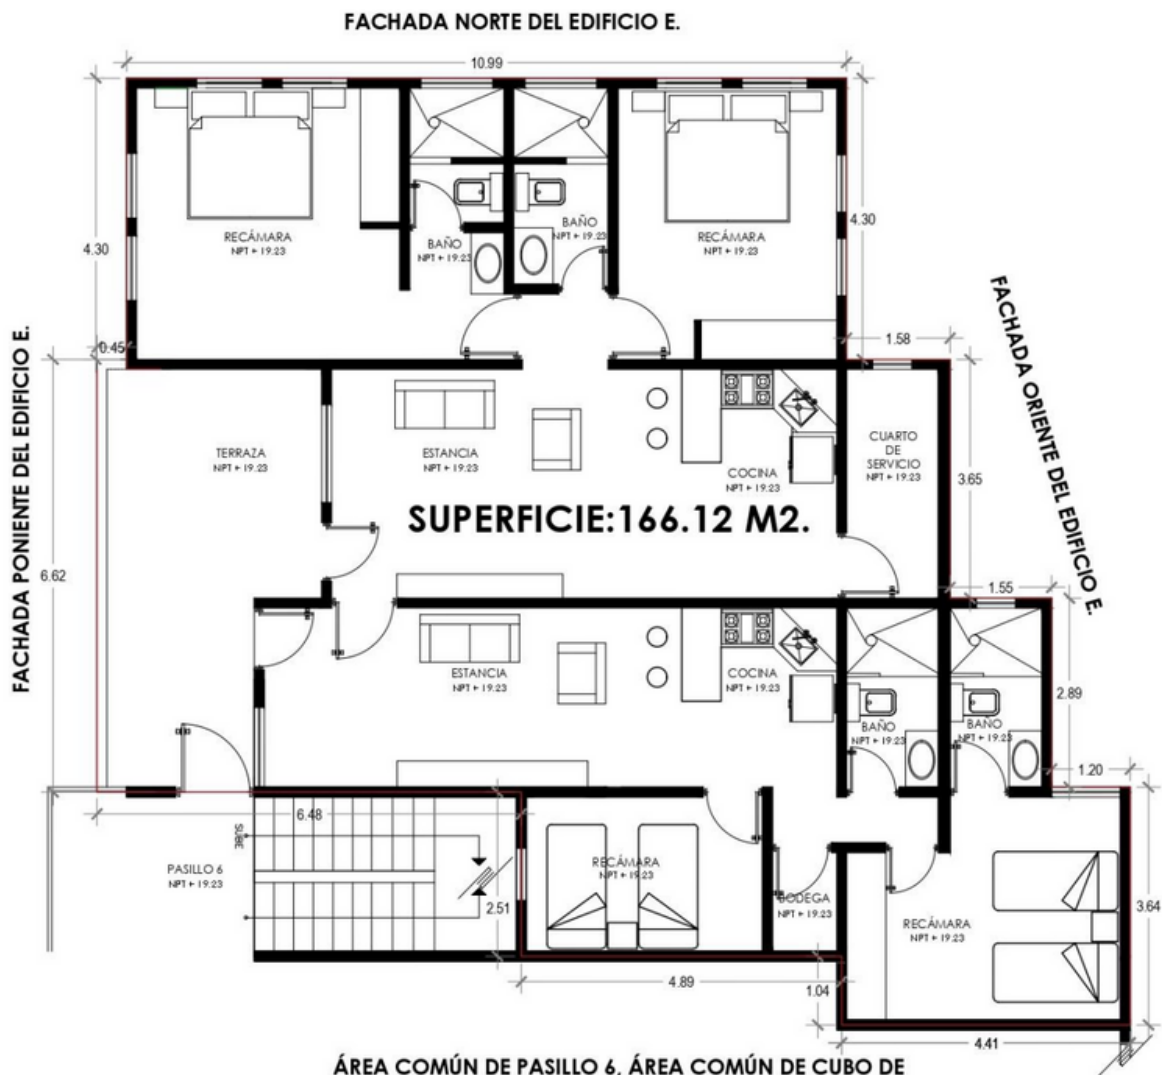 FACHADA NORTE DEL EDIFICIO E.
10.99
4.30
RECÁMARA
NPT + 19.23
BAÑO
NPT + 19.23
BAÑO
NPT + 19.23
RECÁMARA
NPT + 19.23
4.30
0.45
1.58
FACHADA PONIENTE DEL EDIFICIO E.
FACHADA ORIENTE DEL EDIFICIO E.
TERRAZA
NPT + 19.23
ESTANCIA
NPT + 19.23
COCINA
NPT + 19.23
CUARTO
DE
SERVICIO
NPT + 19.23
3.65
SUPERFICIE:166.12 M2.
6.62
1.55
ESTANCIA
NPT + 19.23
COCINA
NPT + 19.23
BAÑO
NPT + 19.23
BAÑO
NPT + 19.23
2.89
1.20
6.48
SUBE
PASILLO 6
NPT + 19.23
2.51
RECÁMARA
NPT + 19.23
BODEGA
NPT + 19.23
RECÁMARA
NPT + 19.23
3.64
4.89
1.04
4.41
ÁREA COMÚN DE PASILLO 6, ÁREA COMÚN DE CUBO DE